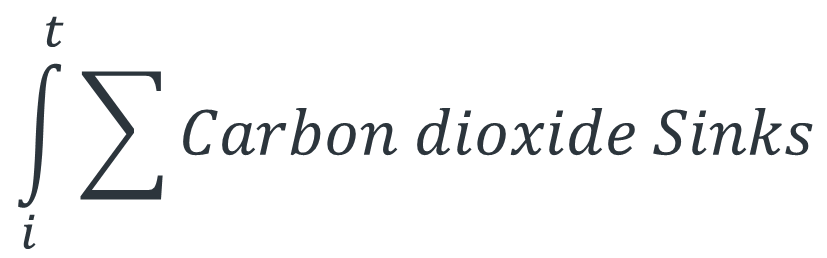 t
∫ ∑ Carbon dioxide Sinks
i